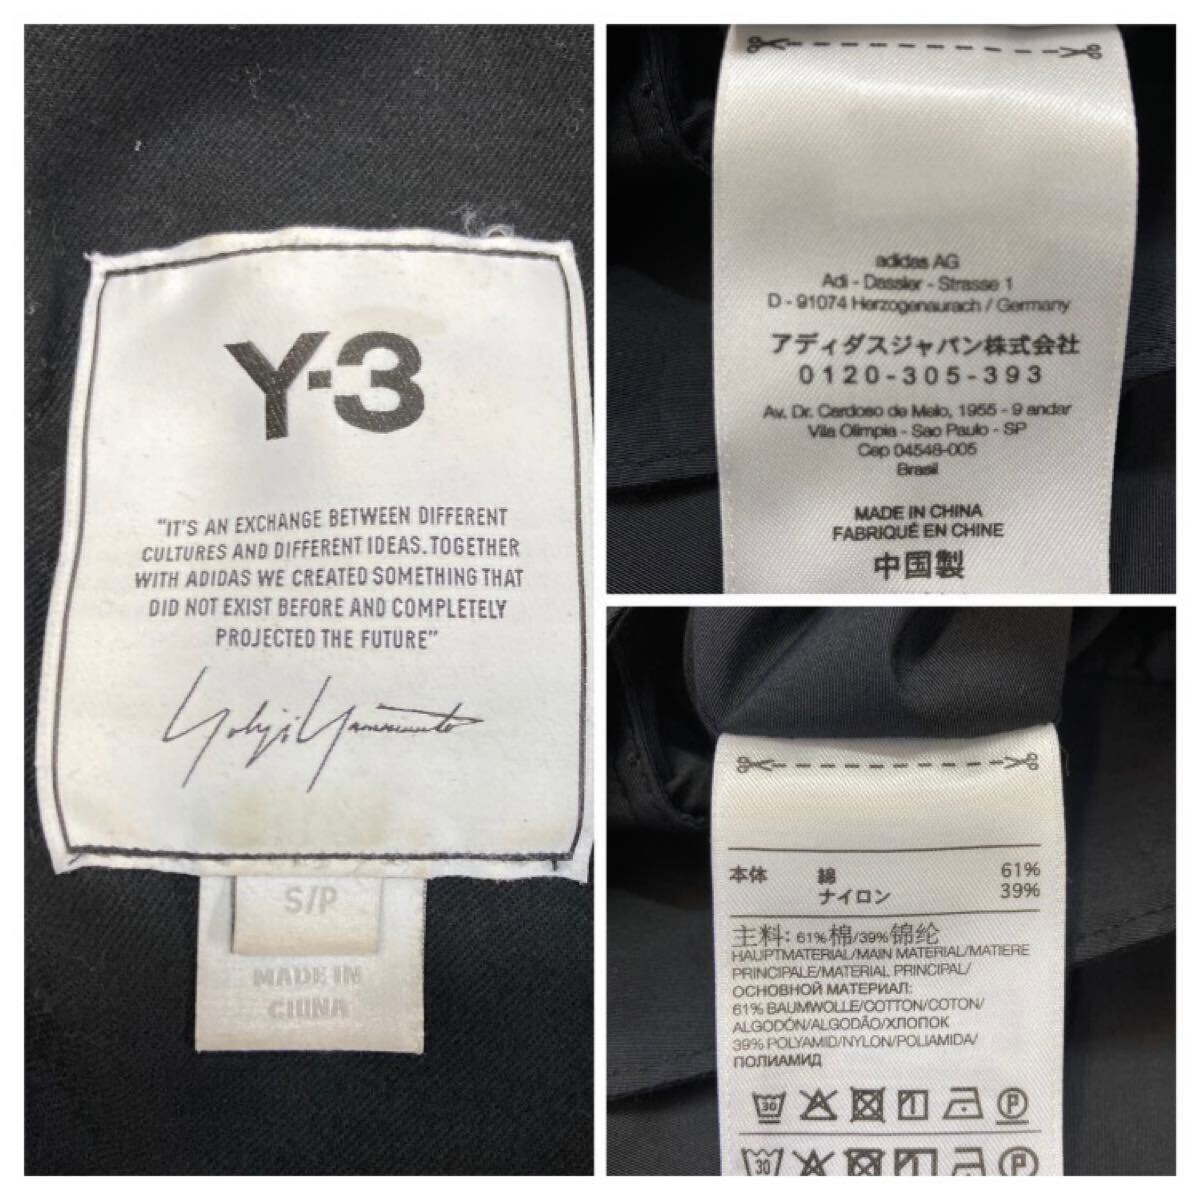 Y-3
"IT'S AN EXCHANGE BETWEEN DIFFERENT
CULTURES AND DIFFERENT IDEAS. TOGETHER
WITH ADIDAS WE CREATED SOMETHING THAT
DID NOT EXIST BEFORE AND COMPLETELY
PROJECTED THE FUTURE"
Yohji Yamamoto
S/P
MADE IN
CHINA
adidas AG
Adi - Dassler - Strasse 1
D - 91074 Herzogenaurach / Germany
アディダスジャパン株式会社
0120-305-393
Av. Dr. Cardoso de Melo, 1955 - 9 andar
Vila Olimpia - Sao Paulo - SP
Cep 04548-005
Brasil
MADE IN CHINA
FABRIQUÉ EN CHINE
中国製
本体 綿 61%
ナイロン 39%
主料: 61%棉/39%锦纶
HAUPTMATERIAL/MAIN MATERIAL/MATIERE
PRINCIPALE/MATERIAL PRINCIPAL/
ОСНОВНОЙ МАТЕРИАЛ:
61% BAUMWOLLE/COTTON/COTON/
ALGODÓN/ALGODÃO/ХЛОПОК
39% POLYAMID/NYLON/POLIAMIDA/
ПОЛИАМИД
30 P
30 P